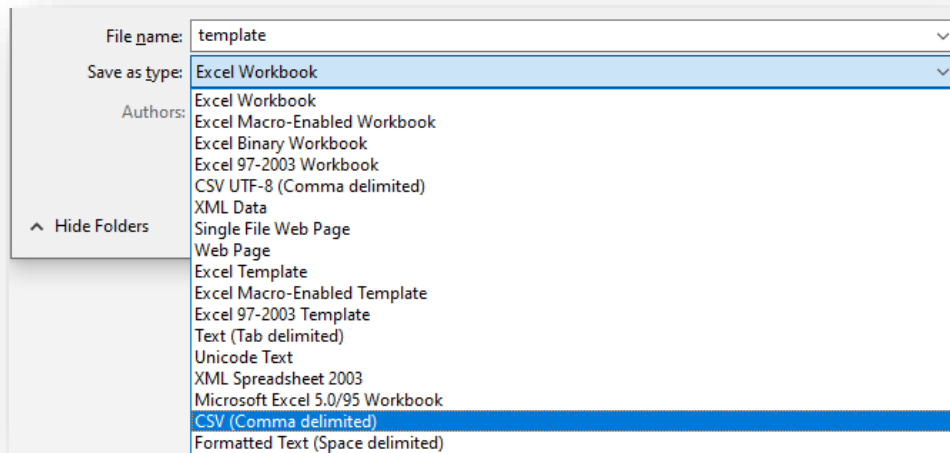 File name: template
Save as type: Excel Workbook
Authors:
Excel Workbook
Excel Macro-Enabled Workbook
Excel Binary Workbook
Excel 97-2003 Workbook
CSV UTF-8 (Comma delimited)
XML Data
Hide Folders
Single File Web Page
Web Page
Excel Template
Excel Macro-Enabled Template
Excel 97-2003 Template
Text (Tab delimited)
Unicode Text
XML Spreadsheet 2003
Microsoft Excel 5.0/95 Workbook
CSV (Comma delimited)
Formatted Text (Space delimited)